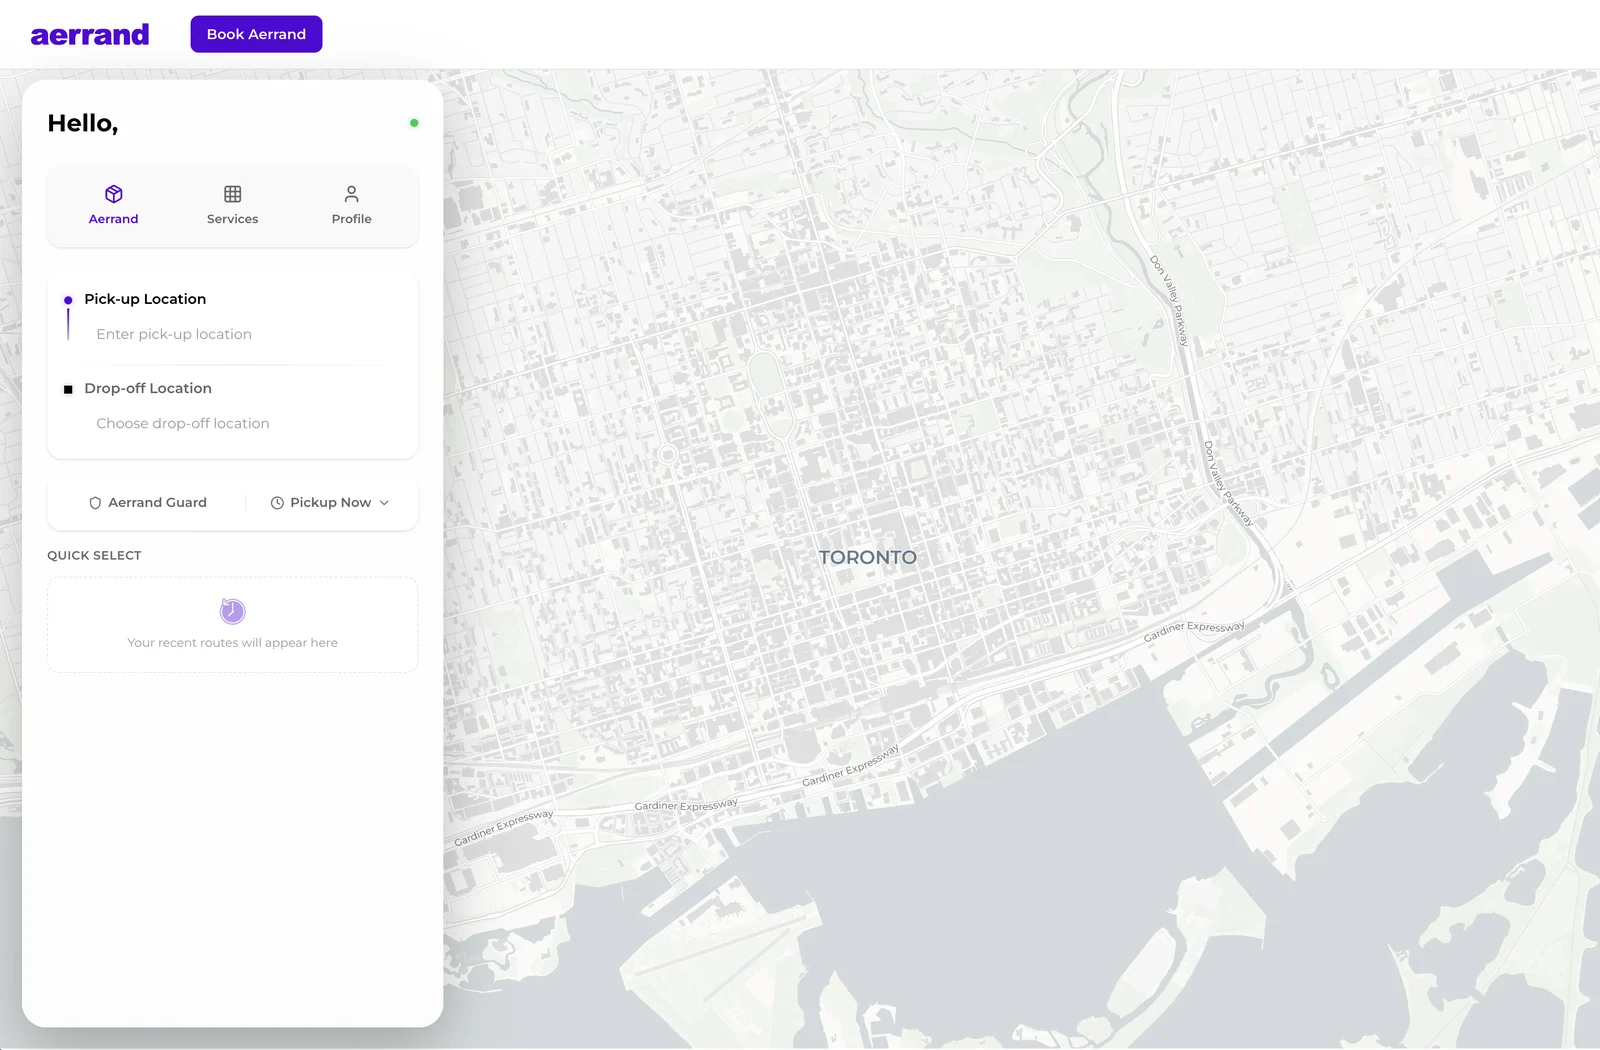 aerrand
Book Aerrand
Hello,
Aerrand
Services
Profile
Pick-up Location
Enter pick-up location
Drop-off Location
Choose drop-off location
Aerrand Guard
Pickup Now
QUICK SELECT
Your recent routes will appear here
Don Valley Parkway
Don Valley Parkway
TORONTO
Gardiner Expressway
Gardiner Expressway
Gardiner Expressway
Gardiner Expressway